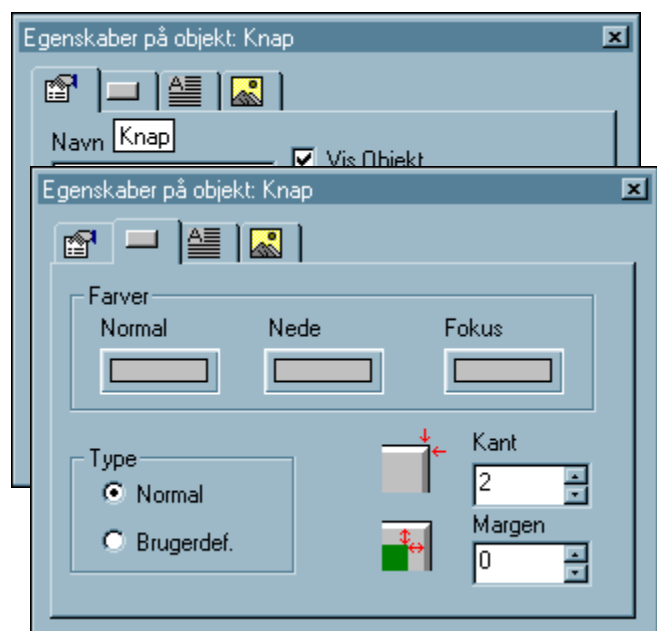 Egenskaber på objekt: Knap
Navn
Knap
Vis Objekt
Egenskaber på objekt: Knap
Farver
Normal
Nede
Fokus
Type
Normal
Brugerdef.
Kant
2
Margen
0